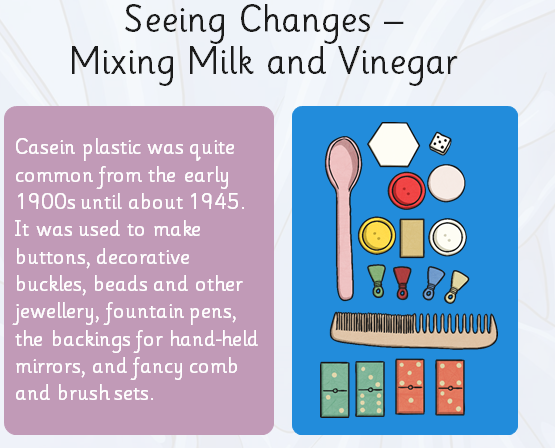 Seeing Changes –
Mixing Milk and Vinegar
Casein plastic was quite
common from the early
1900s until about 1945.
It was used to make
buttons, decorative
buckles, beads and other
jewellery, fountain pens,
the backings for hand-held
mirrors, and fancy comb
and brush sets.